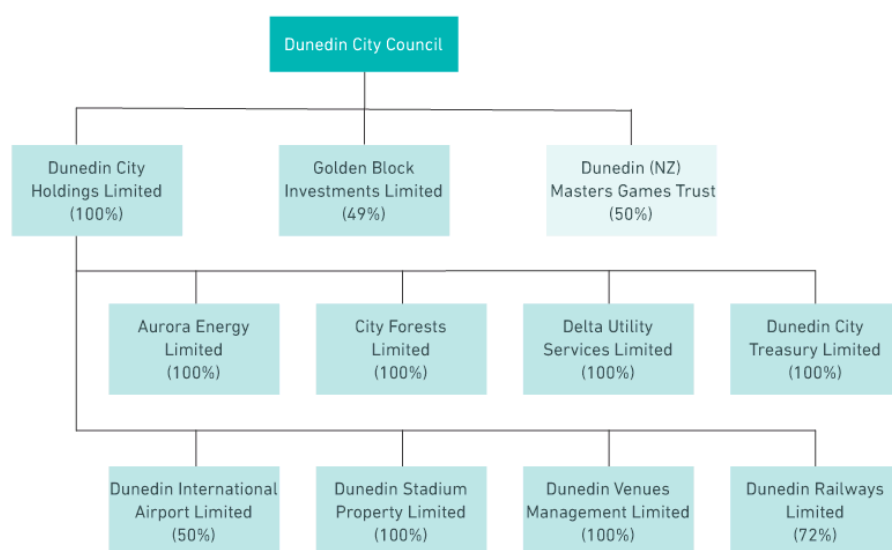 Dunedin City Council
Dunedin City
Holdings Limited
(100%)
Golden Block
Investments Limited
(49%)
Dunedin (NZ)
Masters Games Trust
(50%)
Aurora Energy
Limited
(100%)
City Forests
Limited
(100%)
Delta Utility
Services Limited
(100%)
Dunedin City
Treasury Limited
(100%)
Dunedin International
Airport Limited
(50%)
Dunedin Stadium
Property Limited
(100%)
Dunedin Venues
Management Limited
(100%)
Dunedin Railways
Limited
(72%)